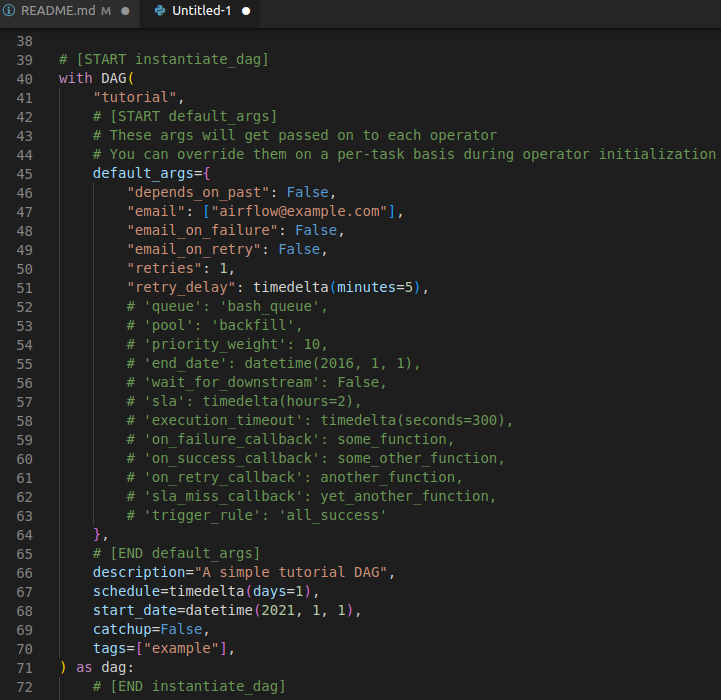 README.md M
Untitled-1
38
39 # [START instantiate_dag]
40 with DAG(
41     "tutorial",
42     # [START default_args]
43     # These args will get passed on to each operator
44     # You can override them on a per-task basis during operator initialization
45     default_args={
46         "depends_on_past": False,
47         "email": ["airflow@example.com"],
48         "email_on_failure": False,
49         "email_on_retry": False,
50         "retries": 1,
51         "retry_delay": timedelta(minutes=5),
52         # 'queue': 'bash_queue',
53         # 'pool': 'backfill',
54         # 'priority_weight': 10,
55         # 'end_date': datetime(2016, 1, 1),
56         # 'wait_for_downstream': False,
57         # 'sla': timedelta(hours=2),
58         # 'execution_timeout': timedelta(seconds=300),
59         # 'on_failure_callback': some_function,
60         # 'on_success_callback': some_other_function,
61         # 'on_retry_callback': another_function,
62         # 'sla_miss_callback': yet_another_function,
63         # 'trigger_rule': 'all_success'
64     },
65     # [END default_args]
66     description="A simple tutorial DAG",
67     schedule=timedelta(days=1),
68     start_date=datetime(2021, 1, 1),
69     catchup=False,
70     tags=["example"],
71 ) as dag:
72     # [END instantiate_dag]